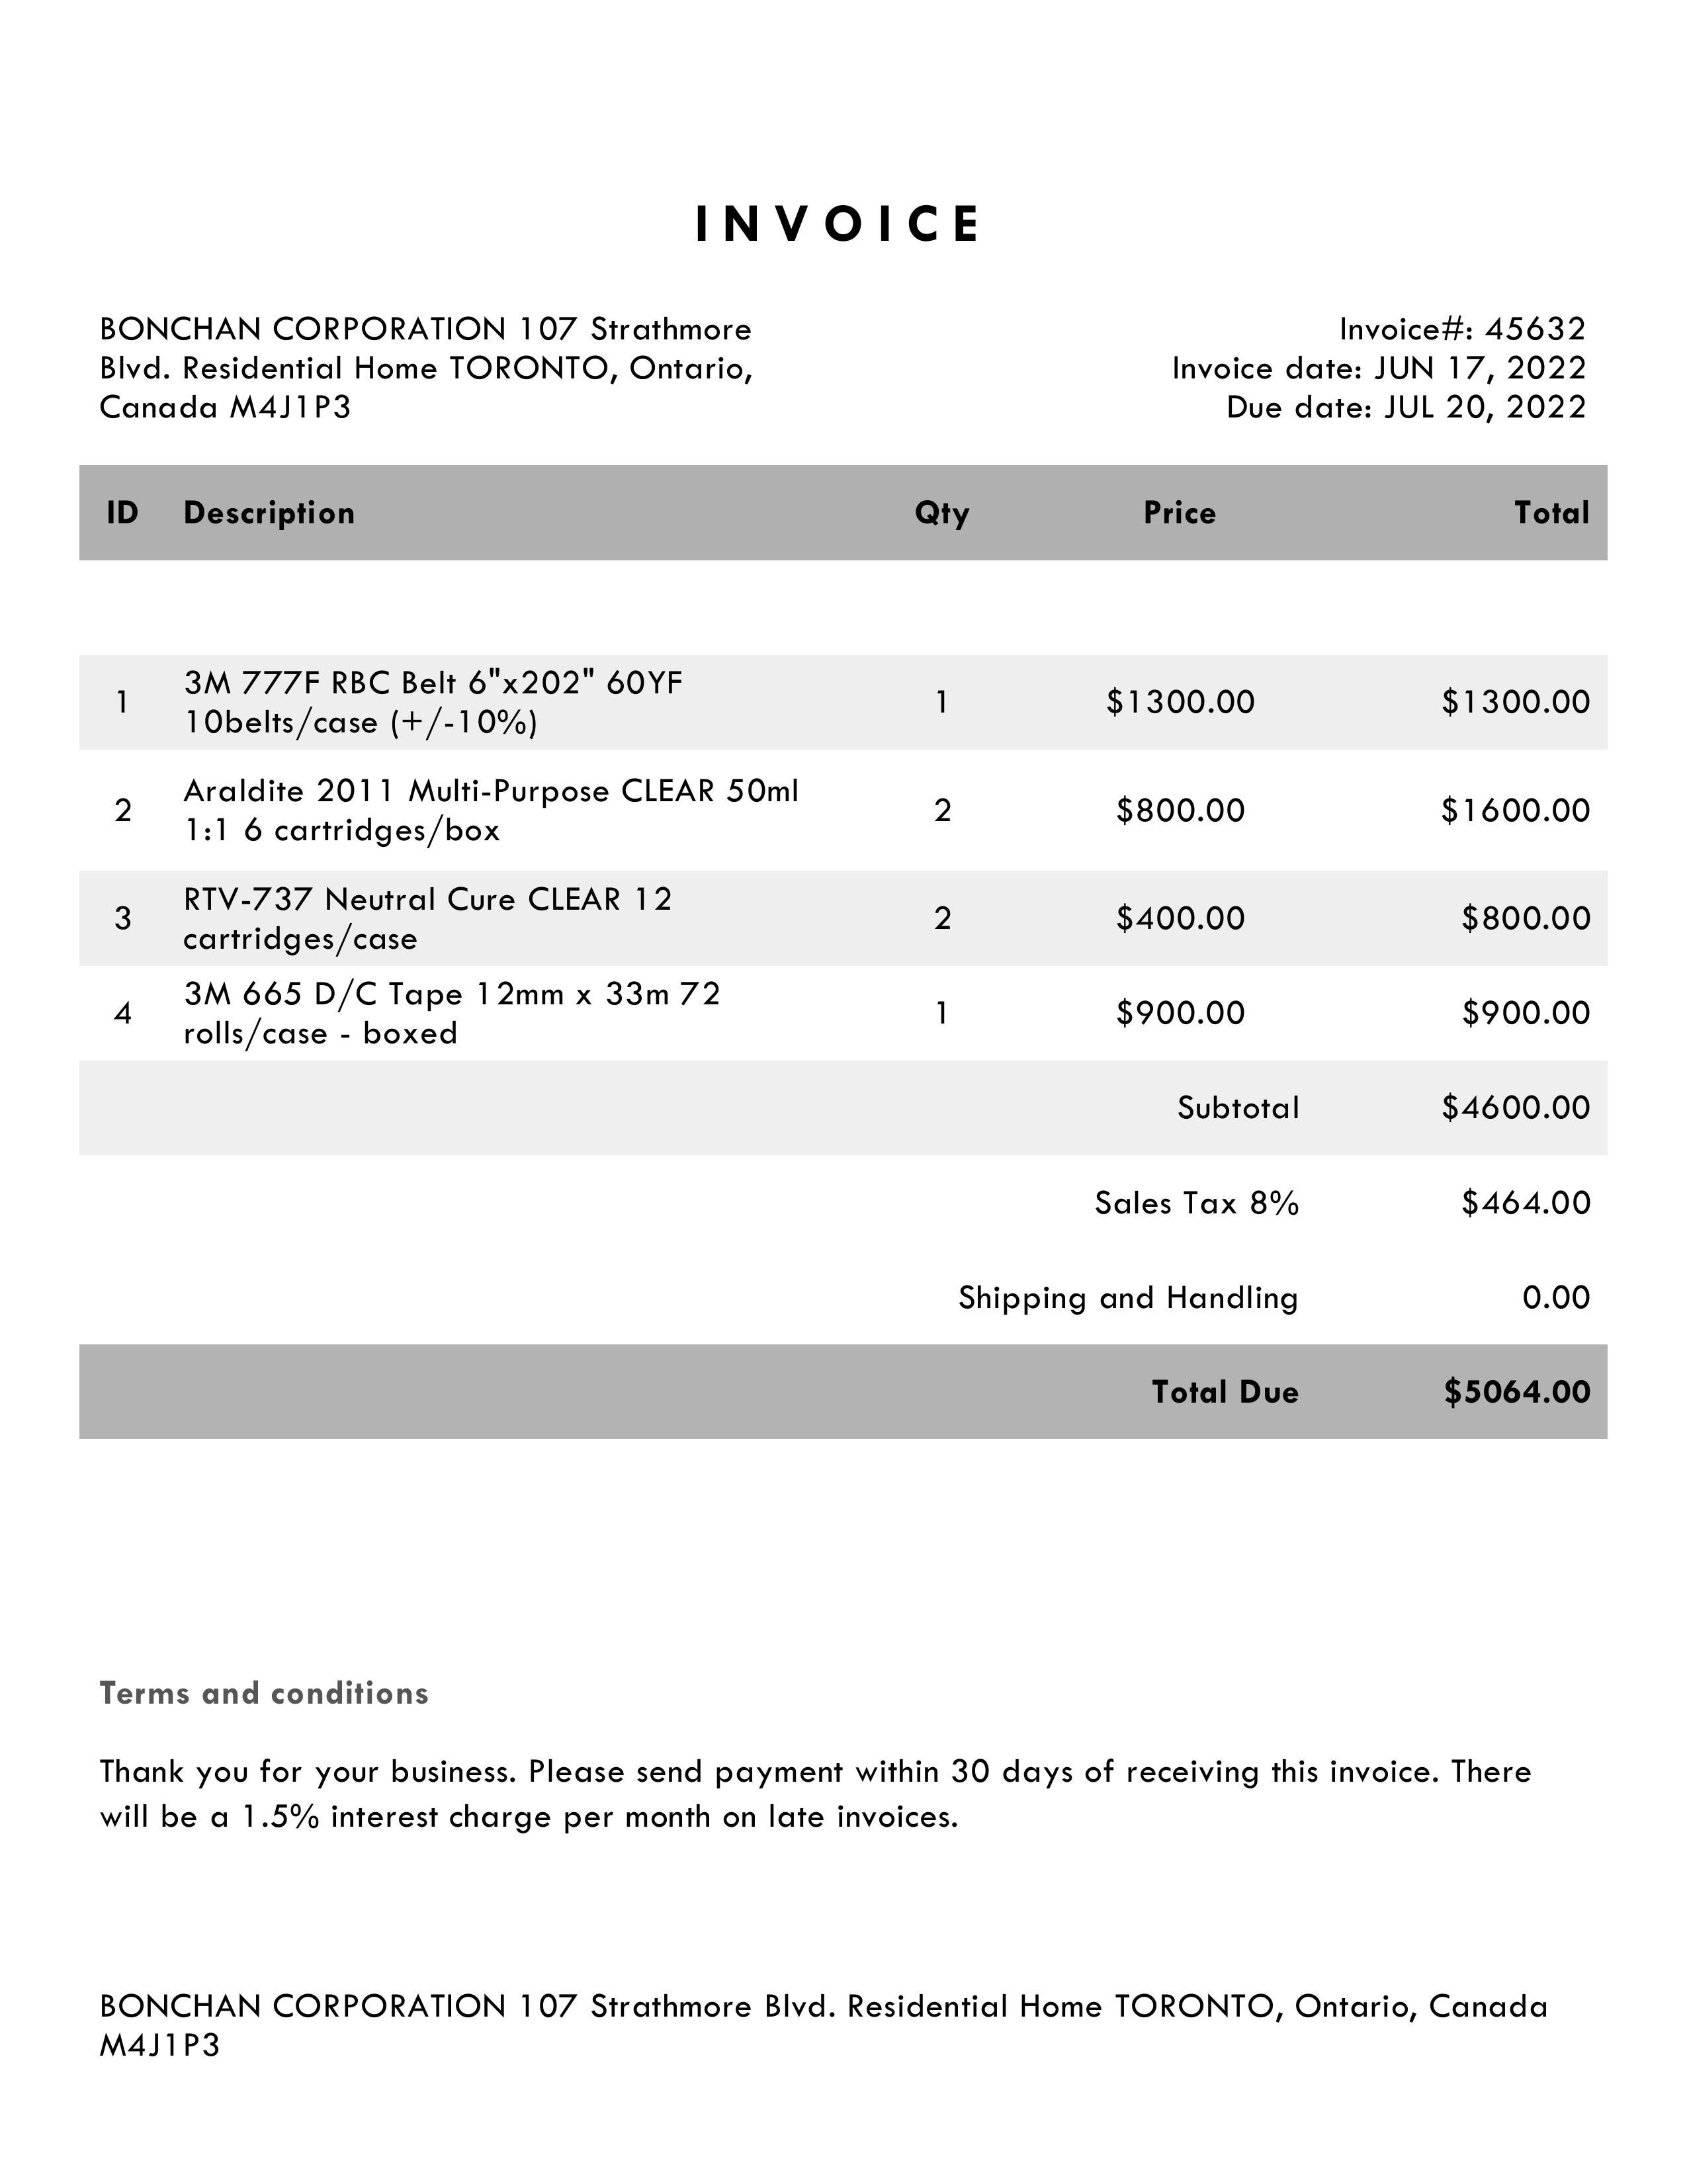 INVOICE
BONCHAN CORPORATION 107 Strathmore
Blvd. Residential Home TORONTO, Ontario,
Canada M4J1P3
Invoice#: 45632
Invoice date: JUN 17, 2022
Due date: JUL 20, 2022
ID Description Qty Price Total
1 3M 777F RBC Belt 6"x202" 60YF
10belts/case (+/-10%) 1 $1300.00 $1300.00
2 Araldite 2011 Multi-Purpose CLEAR 50ml
1:1 6 cartridges/box 2 $800.00 $1600.00
3 RTV-737 Neutral Cure CLEAR 12
cartridges/case 2 $400.00 $800.00
4 3M 665 D/C Tape 12mm x 33m 72
rolls/case - boxed 1 $900.00 $900.00
Subtotal $4600.00
Sales Tax 8% $464.00
Shipping and Handling 0.00
Total Due $5064.00
Terms and conditions
Thank you for your business. Please send payment within 30 days of receiving this invoice. There
will be a 1.5% interest charge per month on late invoices.
BONCHAN CORPORATION 107 Strathmore Blvd. Residential Home TORONTO, Ontario, Canada
M4J1P3